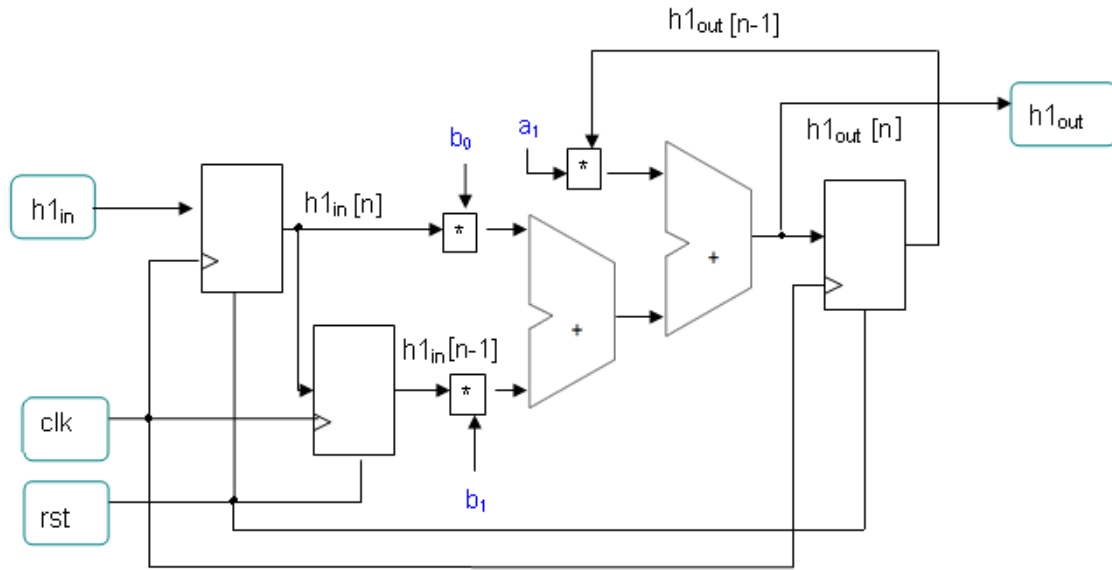 h1out [n-1]
h1out
a1
h1out [n]
b0
*
h1in
h1in [n]
*
+
+
h1in [n-1]
*
clk
b1
rst